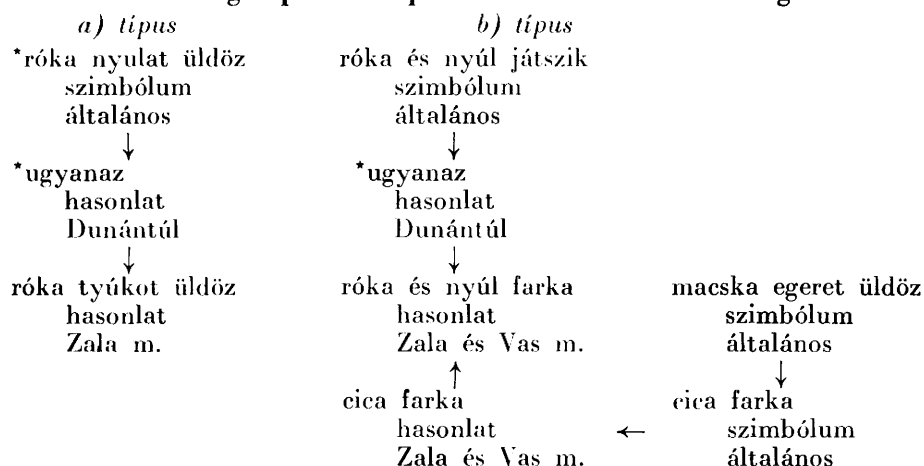 a) típus b) típus
*róka nyulat üldöz róka és nyúl játszik
szimbólum szimbólum
általános általános
↓ ↓
*ugyanaz *ugyanaz
hasonlat hasonlat
Dunántúl Dunántúl
↓ ↓
róka tyúkot üldöz róka és nyúl farka macska egeret üldöz
hasonlat hasonlat szimbólum
Zala m. Zala és Vas m. általános
↑ ↓
cica farka cica farka
hasonlat ← szimbólum
Zala és Vas m. általános